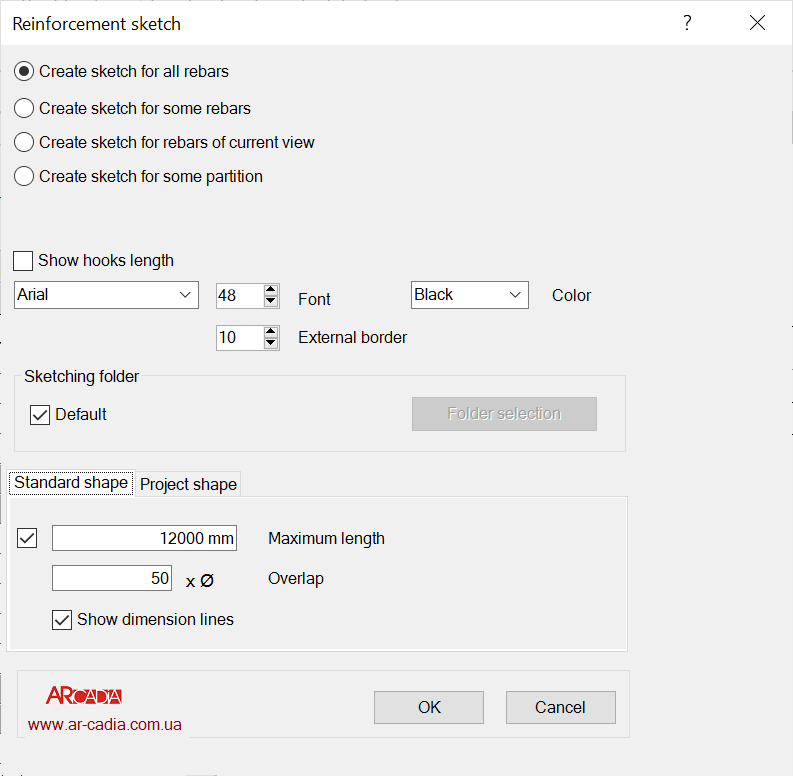 Reinforcement sketch ?
Create sketch for all rebars
Create sketch for some rebars
Create sketch for rebars of current view
Create sketch for some partition
Show hooks length
Arial 48 Font Black Color
10 External border
Sketching folder
Default Folder selection
Standard shape Project shape
12000 mm Maximum length
50 x Ø Overlap
Show dimension lines
ARCADIA
www.ar-cadia.com.ua
OK Cancel